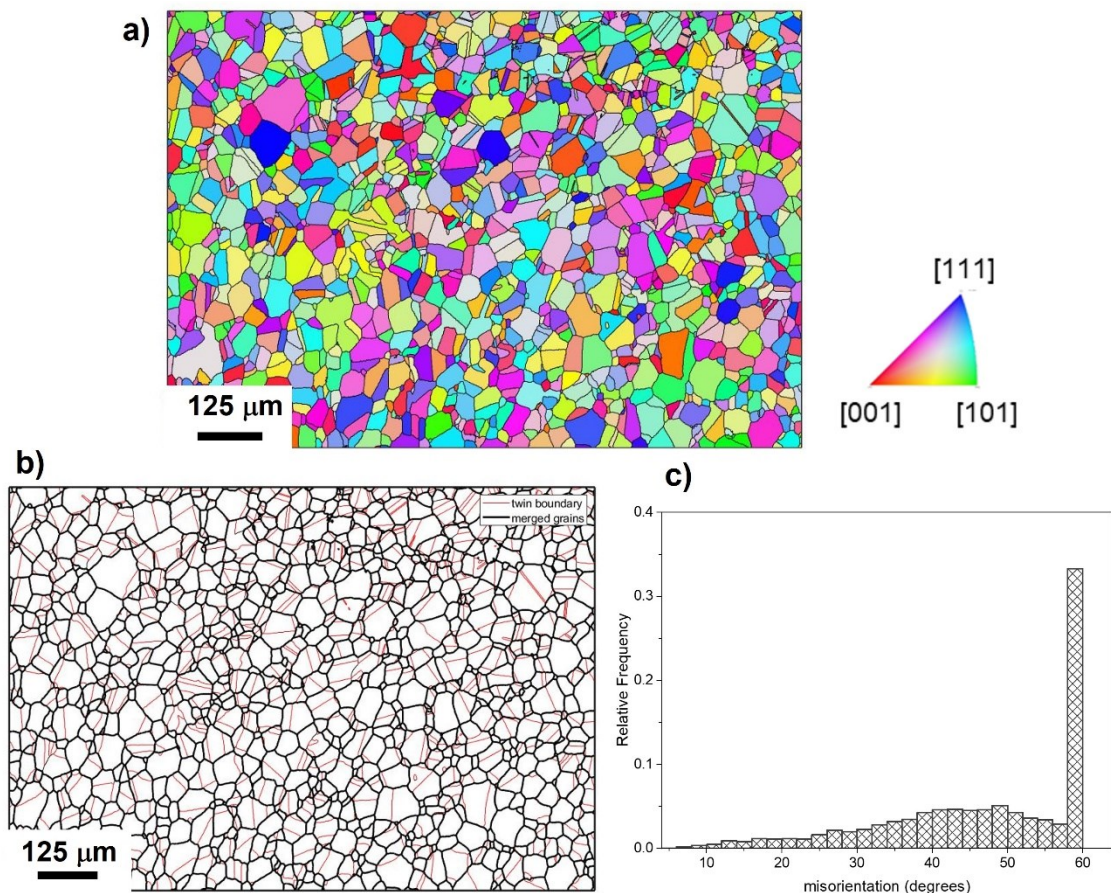 a)
125 μm
[111]
[001] [101]
b)
twin boundary
merged grains
125 μm
c)
0.4
0.3
0.2
0.1
0.0
Relative Frequency
10 20 30 40 50 60
misorientation (degrees)